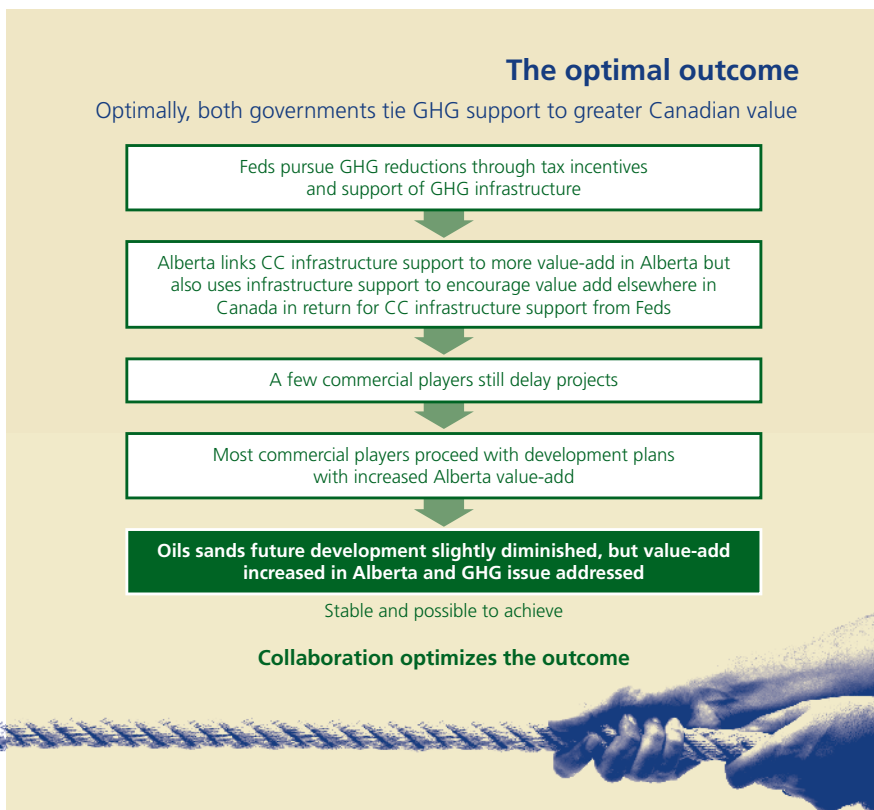 The optimal outcome
Optimally, both governments tie GHG support to greater Canadian value
Feds pursue GHG reductions through tax incentives
and support of GHG infrastructure
Alberta links CC infrastructure support to more value-add in Alberta but
also uses infrastructure support to encourage value add elsewhere in
Canada in return for CC infrastructure support from Feds
A few commercial players still delay projects
Most commercial players proceed with development plans
with increased Alberta value-add
Oils sands future development slightly diminished, but value-add
increased in Alberta and GHG issue addressed
Stable and possible to achieve
Collaboration optimizes the outcome